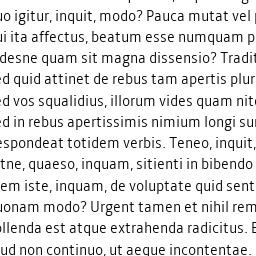 uo igitur, inquit, modo? Pauca mutat vel
ui ita affectus, beatum esse numquam p
desne quam sit magna dissensio? Tradit
ed quid attinet de rebus tam apertis plur
ed vos squalidius, illorum vides quam nite
ed in rebus apertissimis nimium longi su
espondeat totidem verbis. Teneo, inquit,
tne, quaeso, inquam, sitienti in bibendo
em iste, inquam, de voluptate quid sent
uonam modo? Urgent tamen et nihil rem
ollenda est atque extrahenda radicitus. E
ud non continuo, ut aeque incontentae.